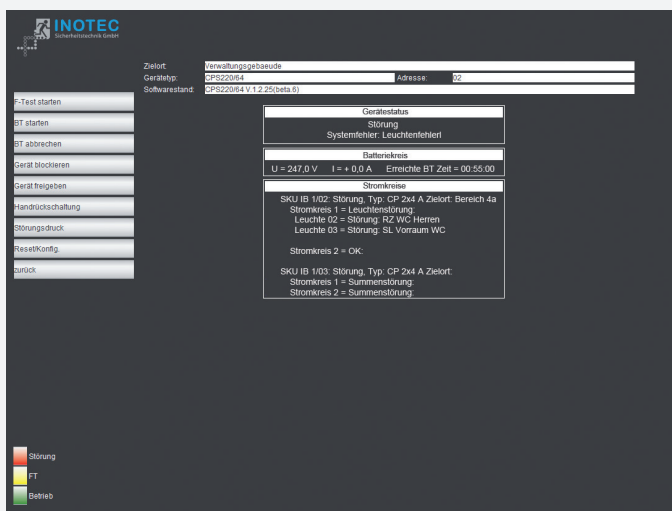 INOTEC
Sicherheitstechnik GmbH
Zielort: Verwaltungsgebaeude
Gerätetyp: CPS220/64 Adresse: 02
Softwarestand: CPS220/64 V.1.2.25(beta.6)
F-Test starten
BT starten
BT abbrechen
Gerät blockieren
Gerät freigeben
Handrückschaltung
Störungsdruck
Reset/Konfig.
zurück
Gerätestatus
Störung
Systemfehler: Leuchtenfehler!
Batteriekreis
U = 247,0 V I = + 0,0 A Erreichte BT Zeit = 00:55:00
Stromkreise
SKU IB 1/02: Störung, Typ: CP 2x4 A Zielort: Bereich 4a
Stromkreis 1 = Leuchtenstörung:
Leuchte 02 = Störung: RZ WC Herren
Leuchte 03 = Störung: SL Vorraum WC
Stromkreis 2 = OK:
SKU IB 1/03: Störung, Typ: CP 2x4 A Zielort:
Stromkreis 1 = Summenstörung:
Stromkreis 2 = Summenstörung:
Störung
FT
Betrieb